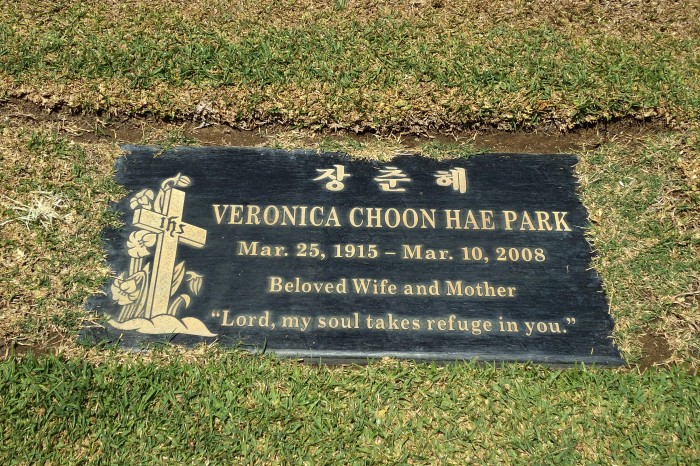 장춘혜
VERONICA CHOON HAE PARK
Mar. 25, 1915 – Mar. 10, 2008
Beloved Wife and Mother
“Lord, my soul takes refuge in you.”
ihs